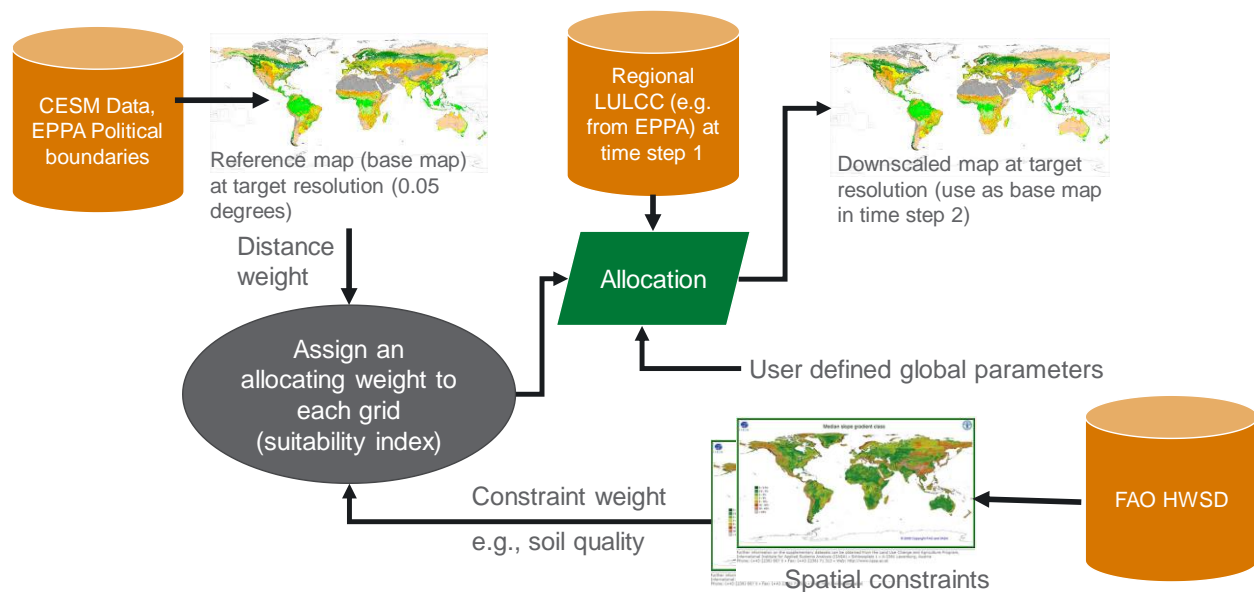 CESM Data,
EPPA Political
boundaries
Reference map (base map)
at target resolution (0.05
degrees)
Regional
LULCC (e.g.
from EPPA) at
time step 1
Downscaled map at target
resolution (use as base map
in time step 2)
Distance
weight
Allocation
Assign an
allocating weight to
each grid
(suitability index)
User defined global parameters
Median slope gradient class
Constraint weight
e.g., soil quality
FAO HWSD
Spatial constraints